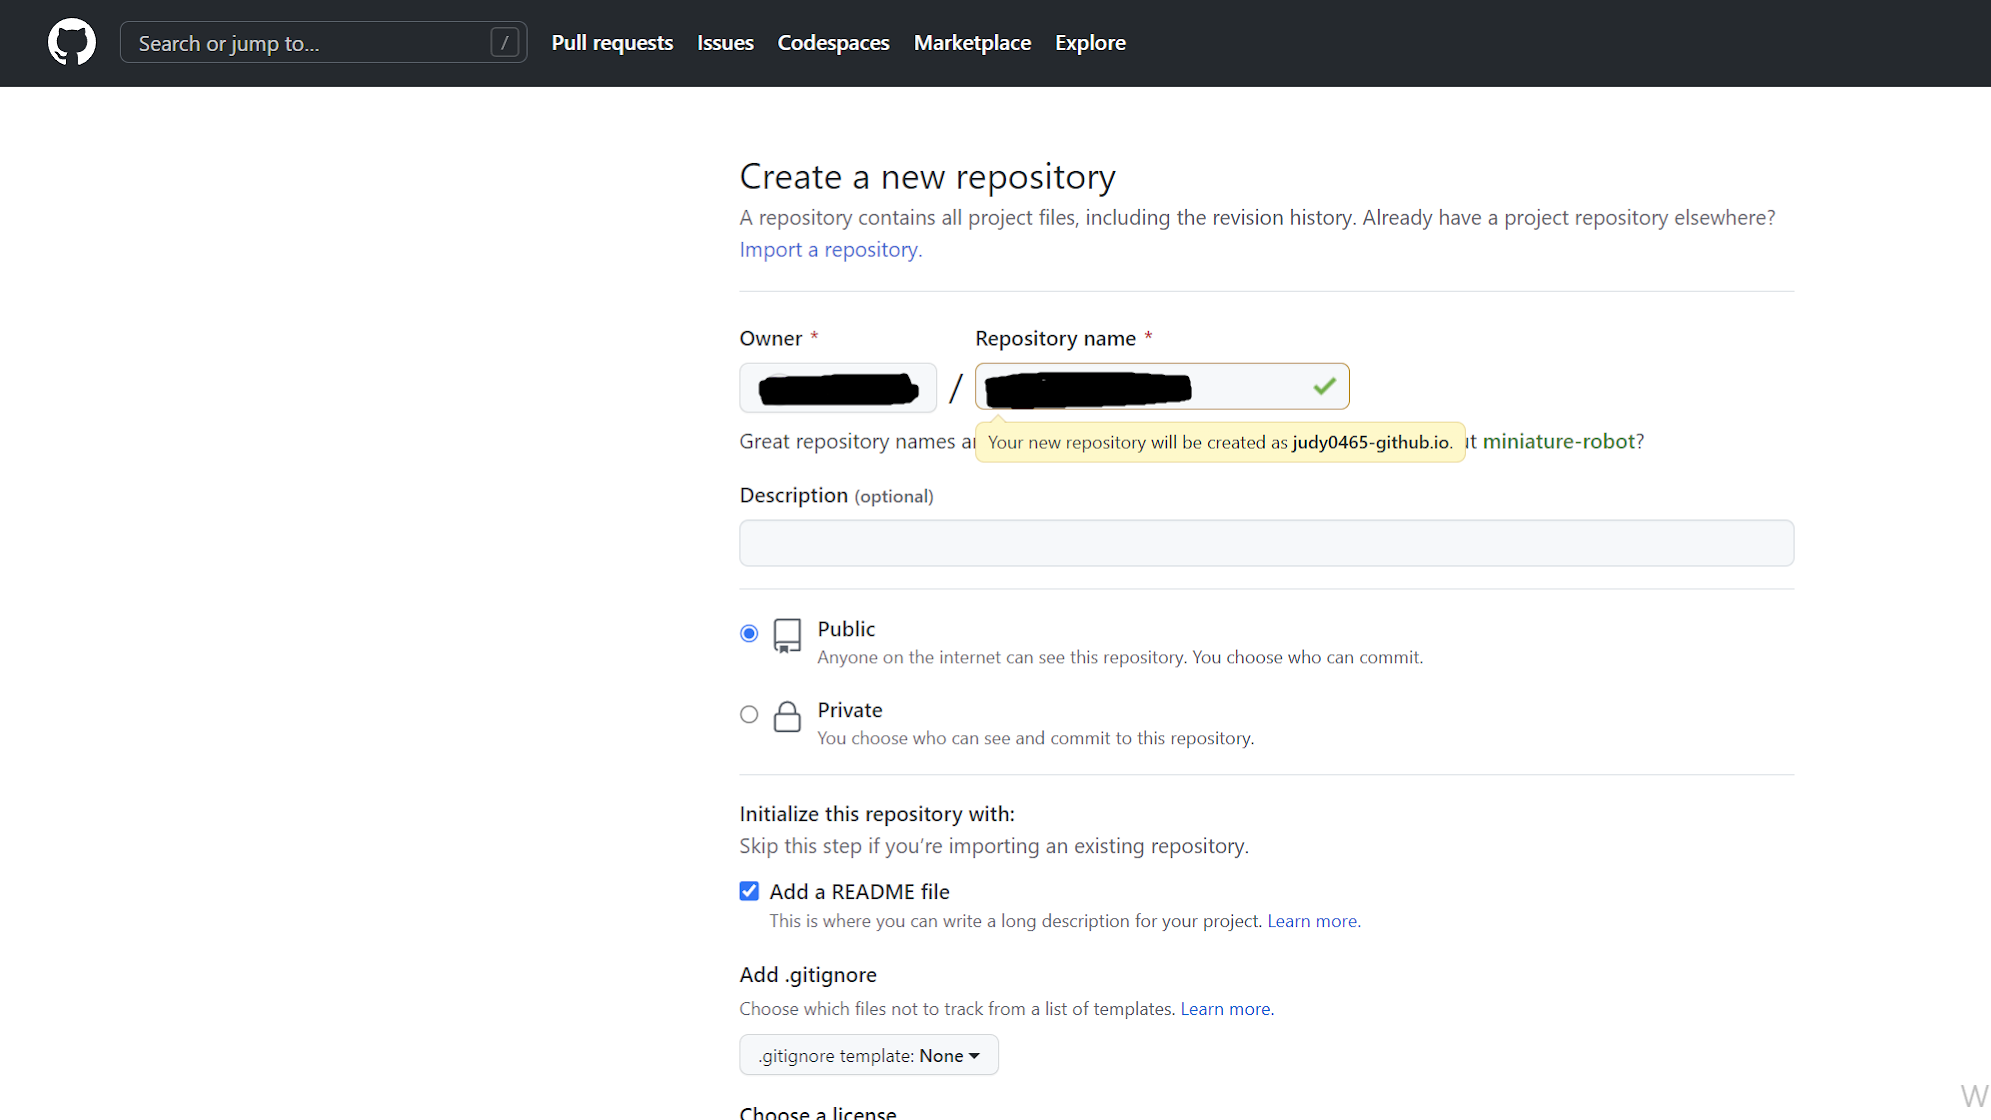 Search or jump to... /
Pull requests Issues Codespaces Marketplace Explore
Create a new repository
A repository contains all project files, including the revision history. Already have a project repository elsewhere?
Import a repository.
Owner * Repository name *
/
Great repository names Your new repository will be created as judy0465-github.io. miniature-robot?
Description (optional)
Public
Anyone on the internet can see this repository. You choose who can commit.
Private
You choose who can see and commit to this repository.
Initialize this repository with:
Skip this step if you’re importing an existing repository.
Add a README file
This is where you can write a long description for your project. Learn more.
Add .gitignore
Choose which files not to track from a list of templates. Learn more.
.gitignore template: None
Choose a license
W